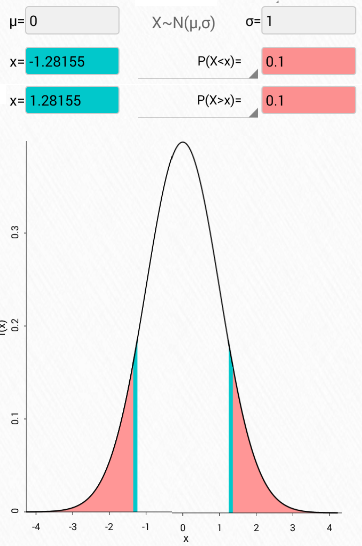 μ= 0 X~N(μ,σ) σ= 1
x= -1.28155 P(X<x)= 0.1
x= 1.28155 P(X>x)= 0.1
0.3
0.2
f(x)
0.1
0
-4 -3 -2 -1 0 1 2 3 4
x